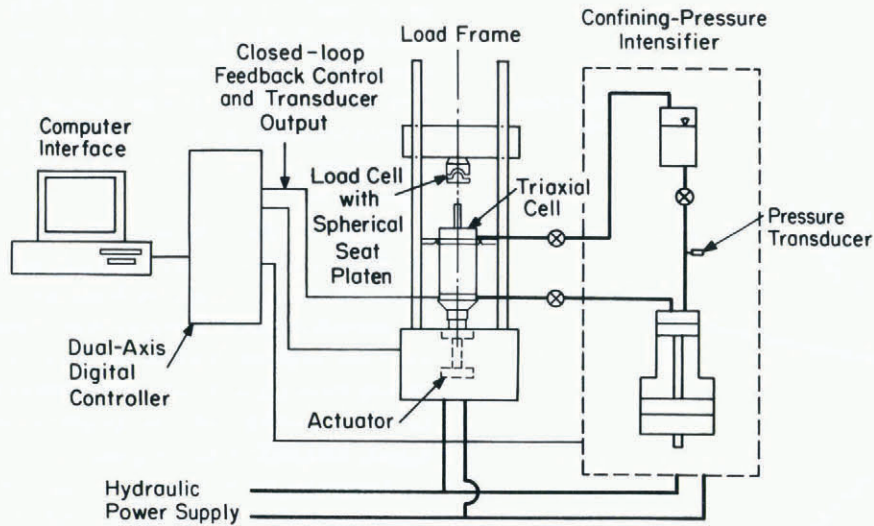 Load Frame
Confining-Pressure
Intensifier
Closed-loop
Feedback Control
and Transducer
Output
Computer
Interface
Load Cell
with
Spherical
Seat
Platen
Triaxial
Cell
Pressure
Transducer
Dual-Axis
Digital
Controller
Actuator
Hydraulic
Power Supply